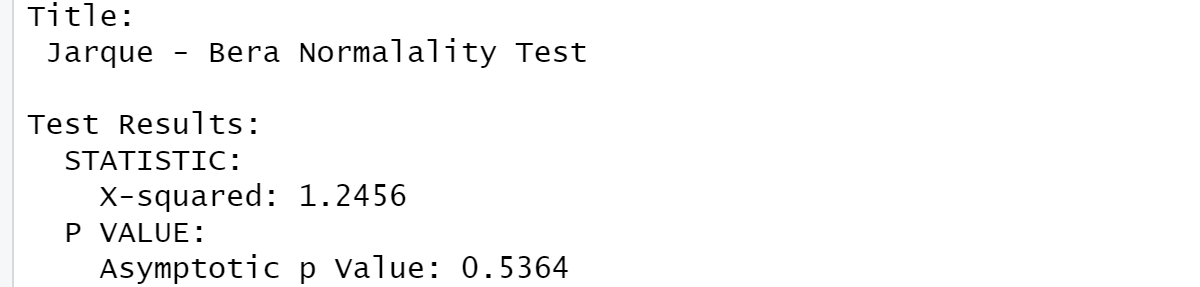 Title:
Jarque - Bera Normalality Test
Test Results:
STATISTIC:
X-squared: 1.2456
P VALUE:
Asymptotic p Value: 0.5364